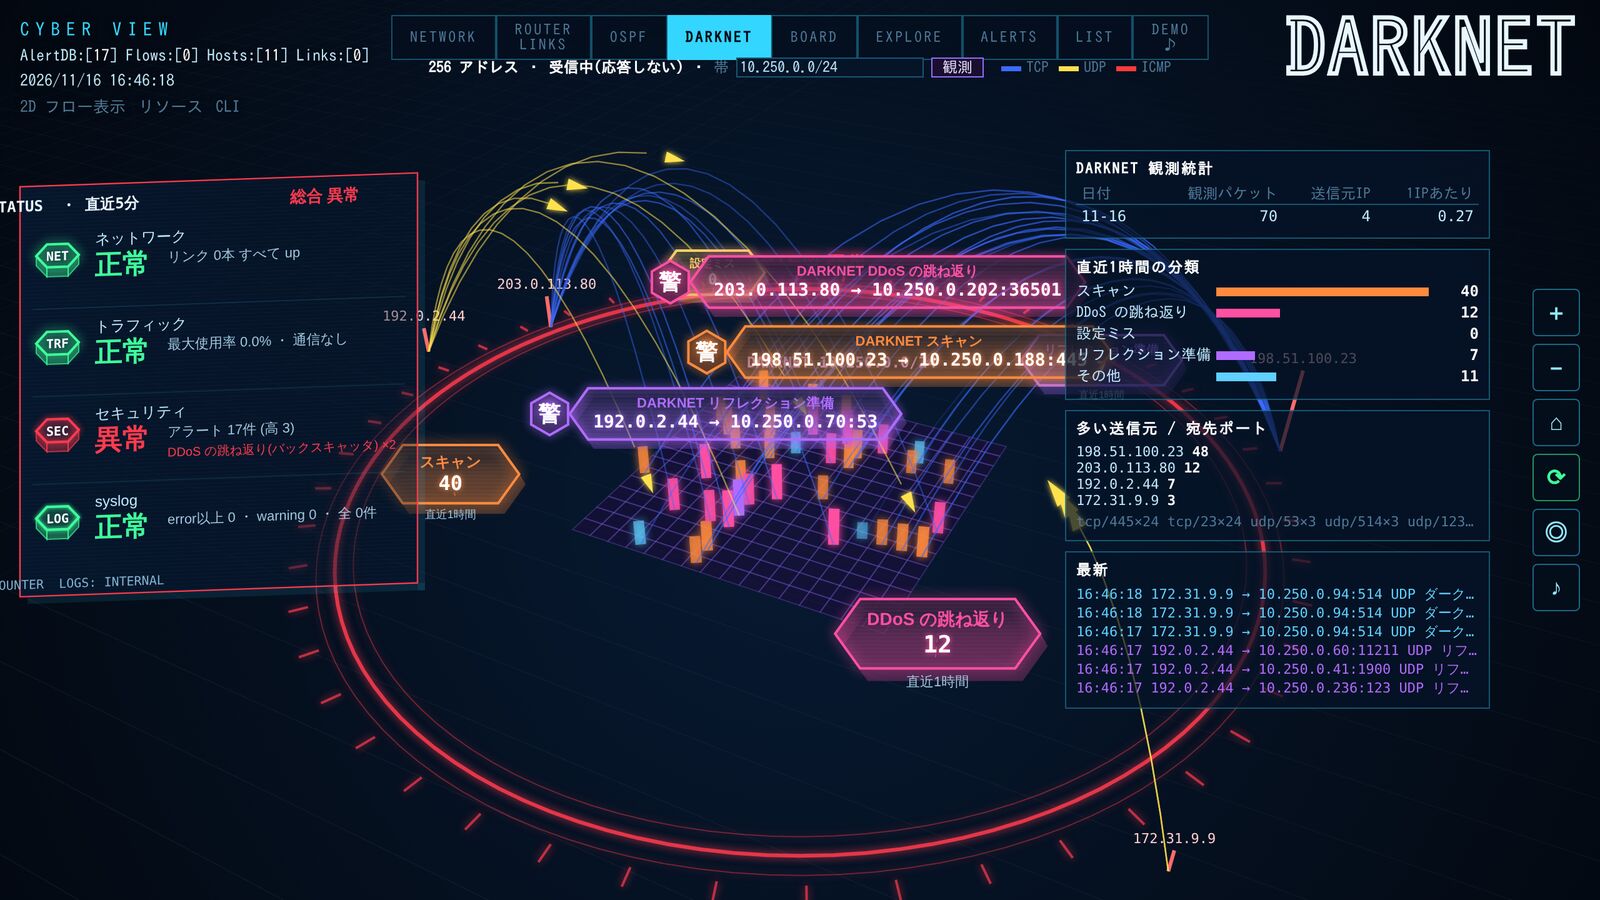 CYBER VIEW
AlertDB:[17] Flows:[0] Hosts:[11] Links:[0]
2026/11/16 16:46:18
2D フロー表示 リソース CLI
NETWORK
ROUTER LINKS
OSPF
DARKNET
BOARD
EXPLORE
ALERTS
LIST
DEMO ♪
256 アドレス ・ 受信中(応答しない) ・ 帯 10.250.0.0/24 観測 TCP UDP ICMP
DARKNET
TATUS ・ 直近5分
総合 異常
NET
ネットワーク
正常
リンク 0本 すべて up
TRF
トラフィック
正常
最大使用率 0.0% ・ 通信なし
SEC
セキュリティ
異常
アラート 17件 (高 3)
DDoS の跳ね返り(バックスキャッタ) ×2
LOG
syslog
正常
error以上 0 ・ warning 0 ・ 全 0件
OUNTER LOGS: INTERNAL
192.0.2.44
203.0.113.80
警
DARKNET DDoS の跳ね返り
203.0.113.80 → 10.250.0.202:36501
警
DARKNET スキャン
198.51.100.23 → 10.250.0.188:445
警
DARKNET リフレクション準備
192.0.2.44 → 10.250.0.70:53
スキャン
40
直近1時間
DDoS の跳ね返り
12
直近1時間
172.31.9.9
DARKNET 観測統計
日付 観測パケット 送信元IP 1IPあたり
11-16 70 4 0.27
直近1時間の分類
スキャン 40
DDoS の跳ね返り 12
設定ミス 0
リフレクション準備 7
その他 11
198.51.100.23
直近1時間
多い送信元 / 宛先ポート
198.51.100.23 48
203.0.113.80 12
192.0.2.44 7
172.31.9.9 3
tcp/445×24 tcp/23×24 udp/53×3 udp/514×3 udp/123…
最新
16:46:18 172.31.9.9 → 10.250.0.94:514 UDP ダーク…
16:46:18 172.31.9.9 → 10.250.0.94:514 UDP ダーク…
16:46:17 172.31.9.9 → 10.250.0.94:514 UDP ダーク…
16:46:17 192.0.2.44 → 10.250.0.60:11211 UDP リフ…
16:46:17 192.0.2.44 → 10.250.0.41:1900 UDP リフ…
16:46:17 192.0.2.44 → 10.250.0.236:123 UDP リフ…
+
−
⌂
⟳
◎
♪